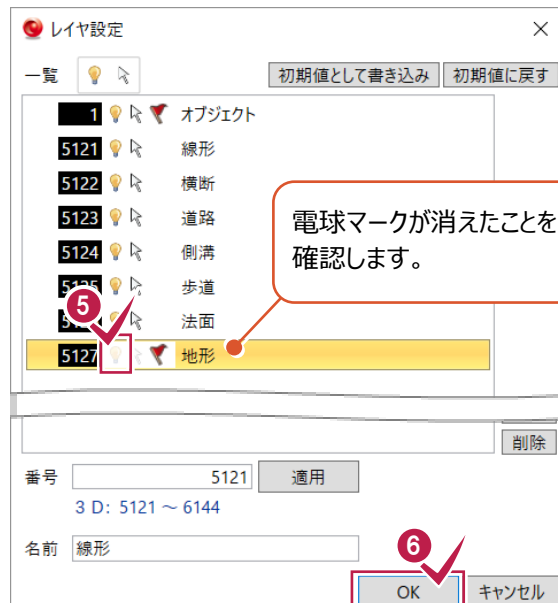 レイヤ設定
一覧 初期値として書き込み 初期値に戻す
1 オブジェクト
5121 線形
5122 横断
5123 道路
5124 側溝
歩道
法面
5127 地形
電球マークが消えたことを
確認します。
5
削除
番号 5121 適用
3 D: 5121 ～ 6144
名前 線形
6
OK キャンセル